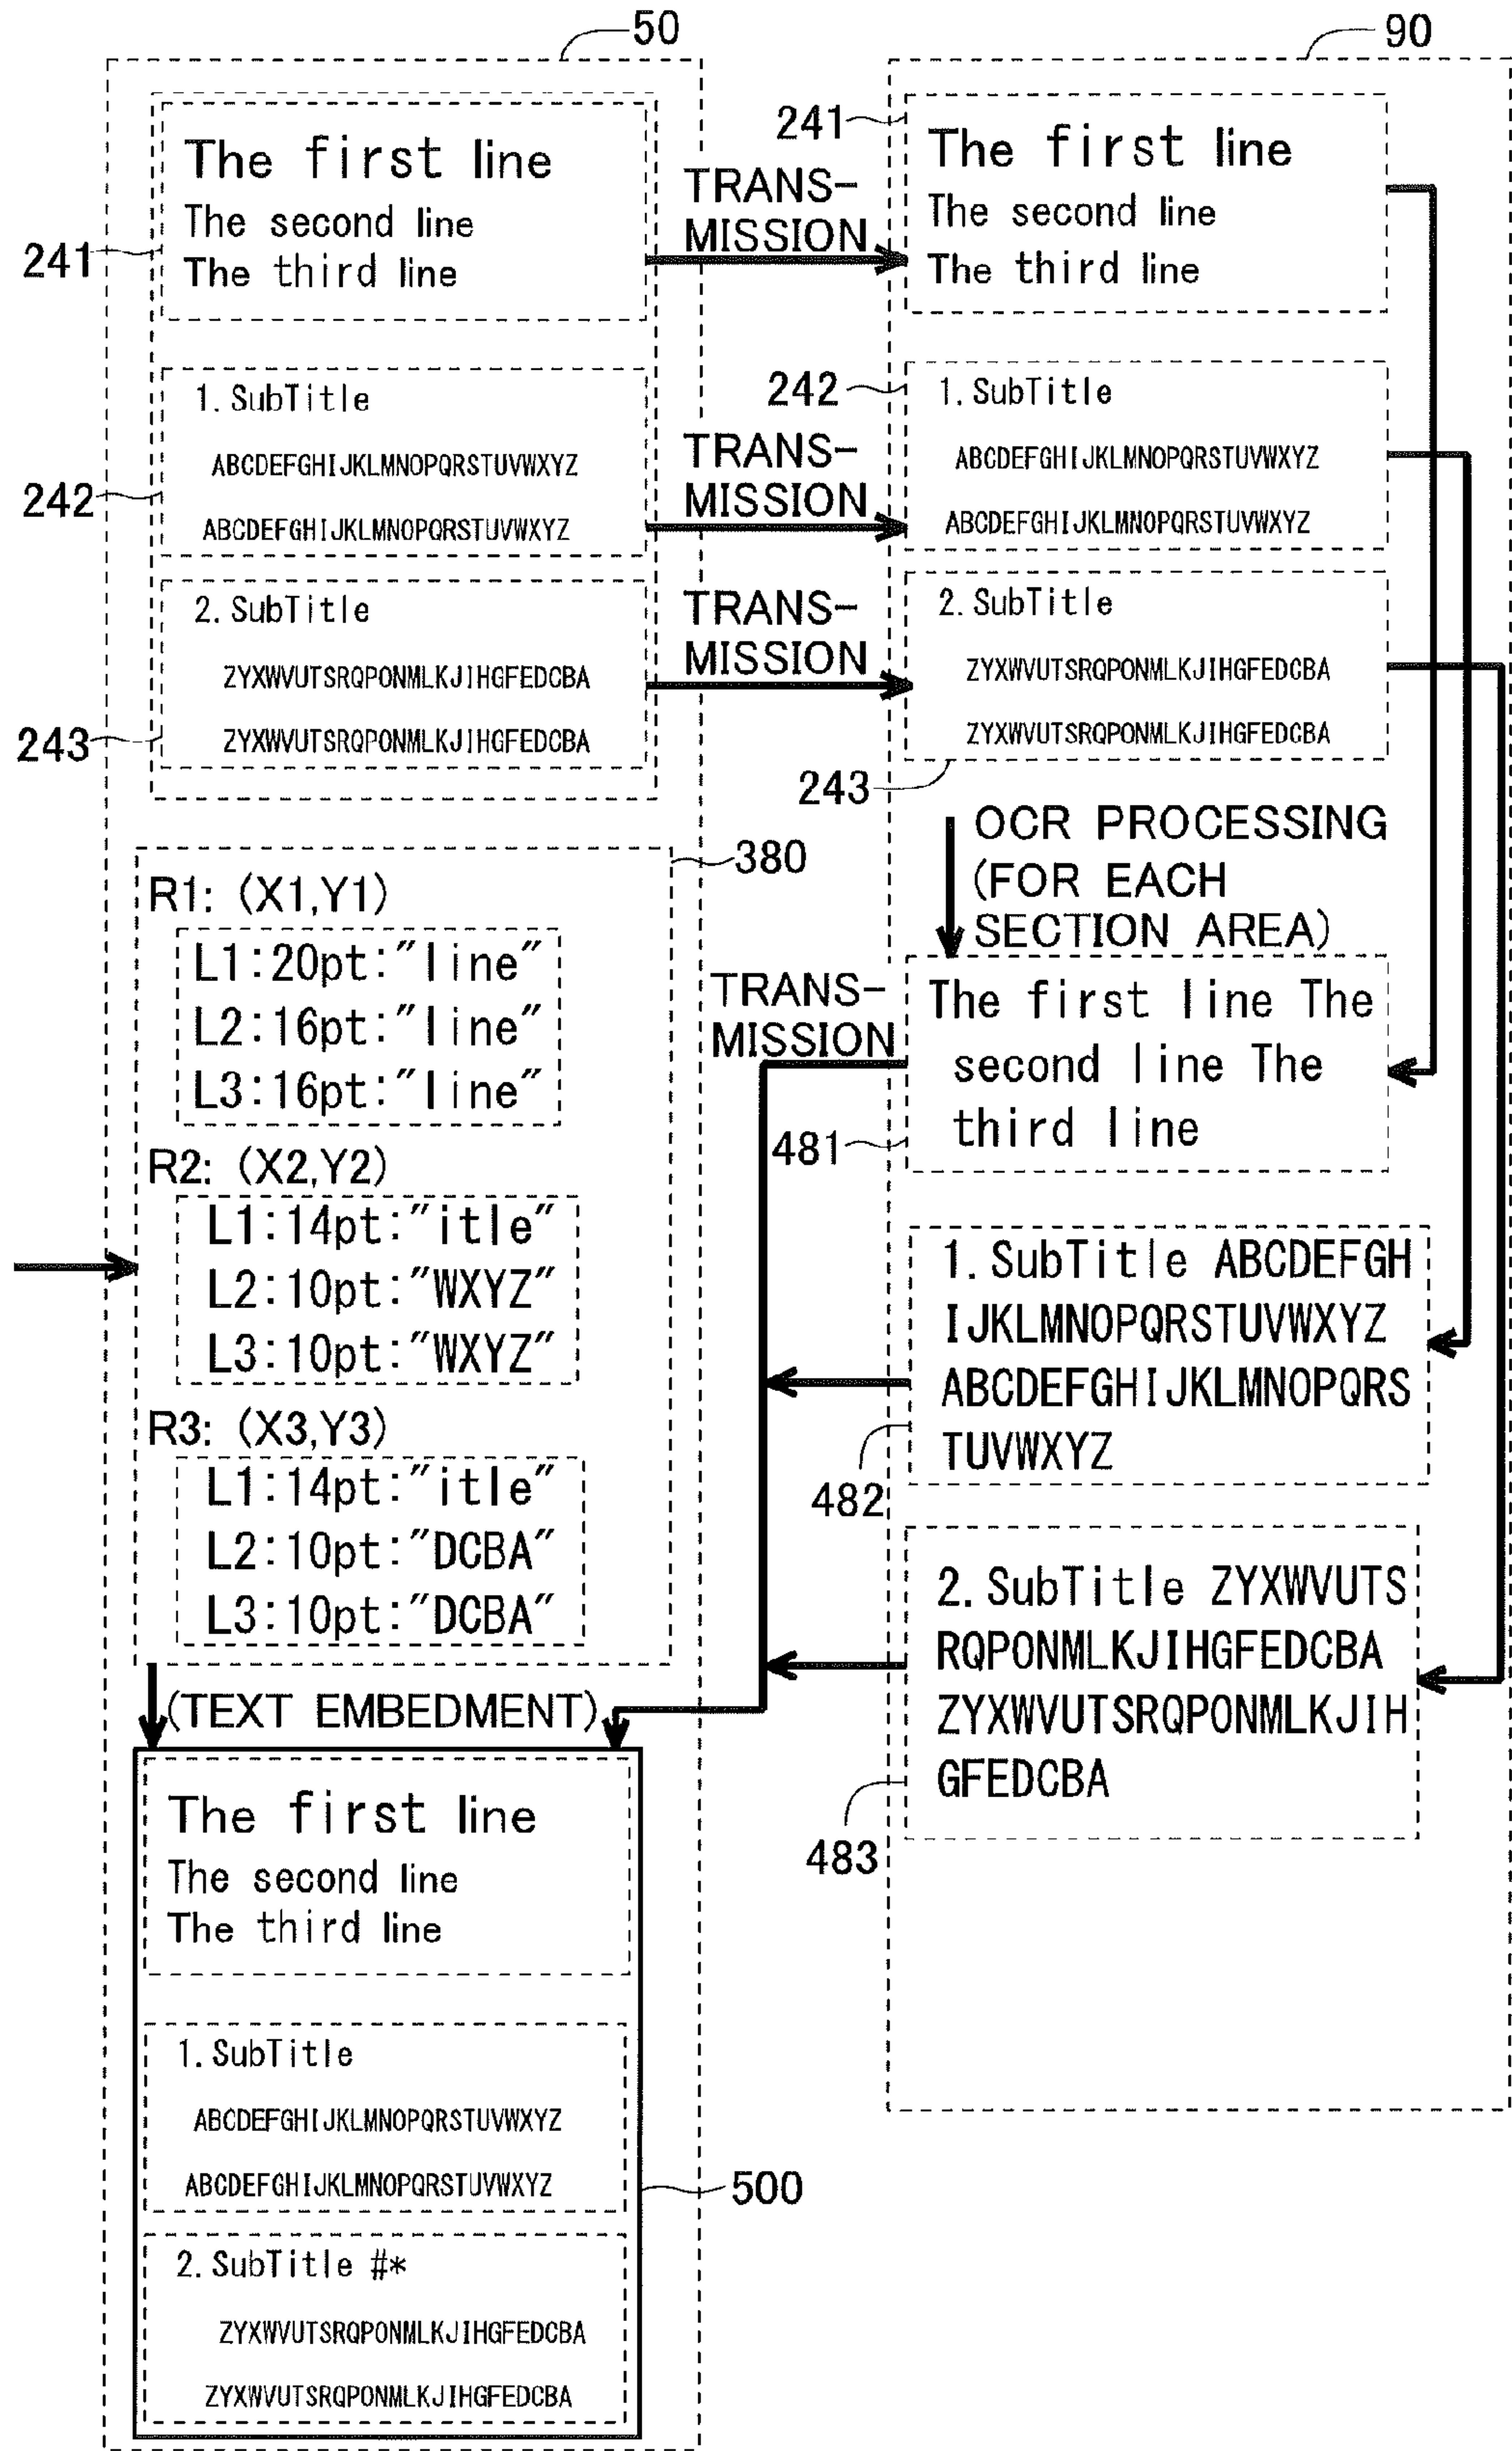 50
90
241
The first line
The second line
The third line
TRANS-
MISSION
241
The first line
The second line
The third line
242
1.SubTitle
ABCDEFGHIJKLMNOPQRSTUVWXYZ
ABCDEFGHIJKLMNOPQRSTUVWXYZ
TRANS-
MISSION
242
1.SubTitle
ABCDEFGHIJKLMNOPQRSTUVWXYZ
ABCDEFGHIJKLMNOPQRSTUVWXYZ
243
2.SubTitle
ZYXWVUTSRQPONMLKJIHGFEDCBA
ZYXWVUTSRQPONMLKJIHGFEDCBA
TRANS-
MISSION
2.SubTitle
ZYXWVUTSRQPONMLKJIHGFEDCBA
ZYXWVUTSRQPONMLKJIHGFEDCBA
243
OCR PROCESSING
(FOR EACH
SECTION AREA)
380
R1: (X1,Y1)
L1:20pt:"line"
L2:16pt:"line"
L3:16pt:"line"
R2: (X2,Y2)
L1:14pt:"itle"
L2:10pt:"WXYZ"
L3:10pt:"WXYZ"
R3: (X3,Y3)
L1:14pt:"itle"
L2:10pt:"DCBA"
L3:10pt:"DCBA"
TRANS-
MISSION
The first line The
second line The
third line
481
1.SubTitle ABCDEFGH
IJKLMNOPQRSTUVWXYZ
ABCDEFGHIJKLMNOPQRS
TUVWXYZ
482
2.SubTitle ZYXWVUTS
RQPONMLKJIHGFEDCBA
ZYXWVUTSRQPONMLKJIH
GFEDCBA
483
(TEXT EMBEDMENT)
The first line
The second line
The third line
1.SubTitle
ABCDEFGHIJKLMNOPQRSTUVWXYZ
ABCDEFGHIJKLMNOPQRSTUVWXYZ
500
2.SubTitle #*
ZYXWVUTSRQPONMLKJIHGFEDCBA
ZYXWVUTSRQPONMLKJIHGFEDCBA